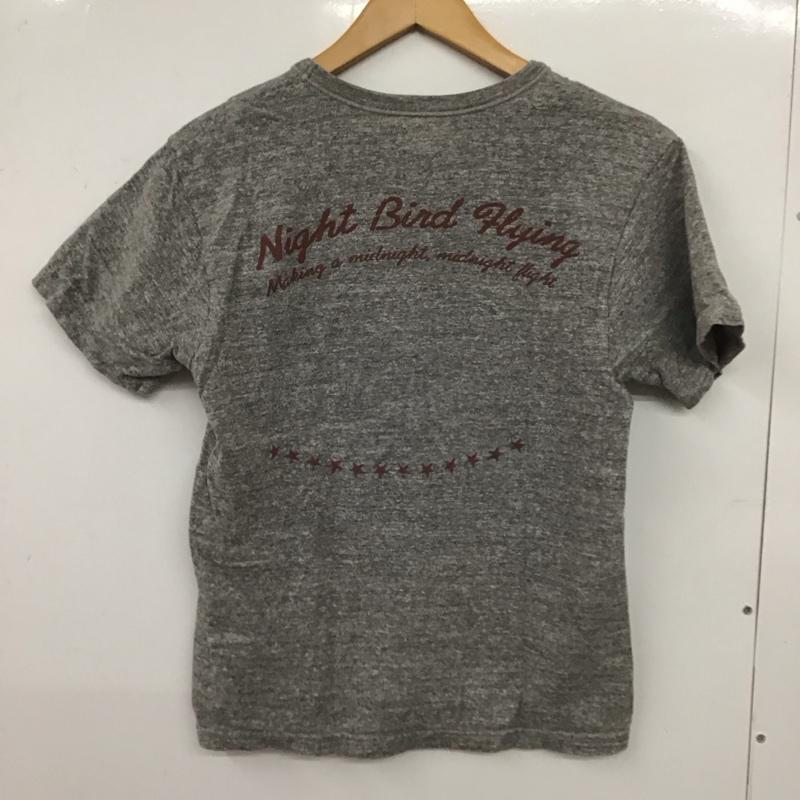 Night Bird Flying
Making a midnight, midnight flight